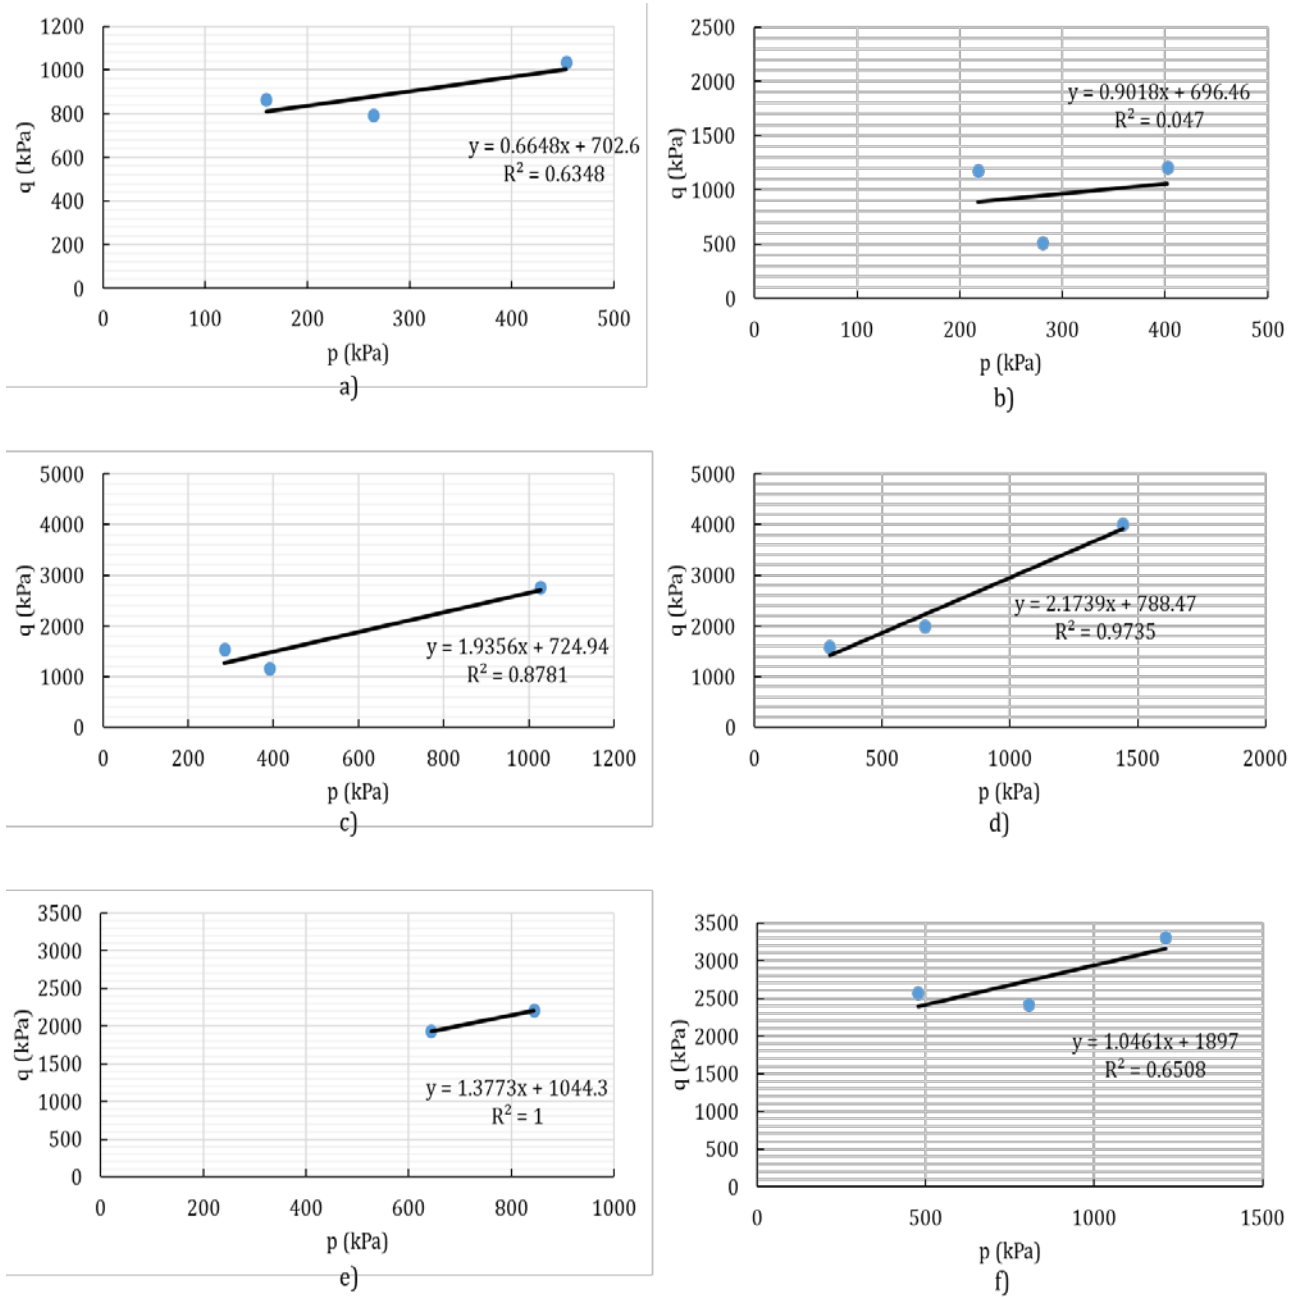 1200
1000
800
600
400
200
0
q (kPa)
y = 0.6648x + 702.6
R² = 0.6348
0 100 200 300 400 500
p (kPa)
a)
2500
2000
1500
1000
500
0
q (kPa)
y = 0.9018x + 696.46
R² = 0.047
0 100 200 300 400 500
p (kPa)
b)
5000
4000
3000
2000
1000
0
q (kPa)
y = 1.9356x + 724.94
R² = 0.8781
0 200 400 600 800 1000 1200
p (kPa)
c)
5000
4000
3000
2000
1000
0
q (kPa)
y = 2.1739x + 788.47
R² = 0.9735
0 500 1000 1500 2000
p (kPa)
d)
3500
3000
2500
2000
1500
1000
500
0
q (kPa)
y = 1.3773x + 1044.3
R² = 1
0 200 400 600 800 1000
p (kPa)
e)
3500
3000
2500
2000
1500
1000
500
0
q (kPa)
y = 1.0461x + 1897
R² = 0.6508
0 500 1000 1500
p (kPa)
f)